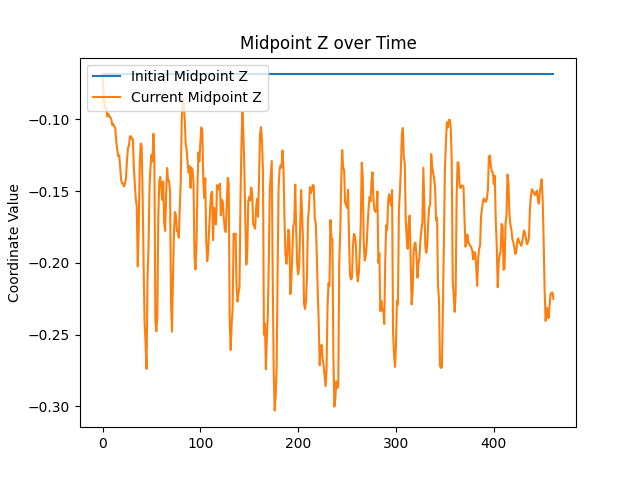 Midpoint Z over Time
Initial Midpoint Z
Current Midpoint Z
Coordinate Value
−0.10
−0.15
−0.20
−0.25
−0.30
0
100
200
300
400